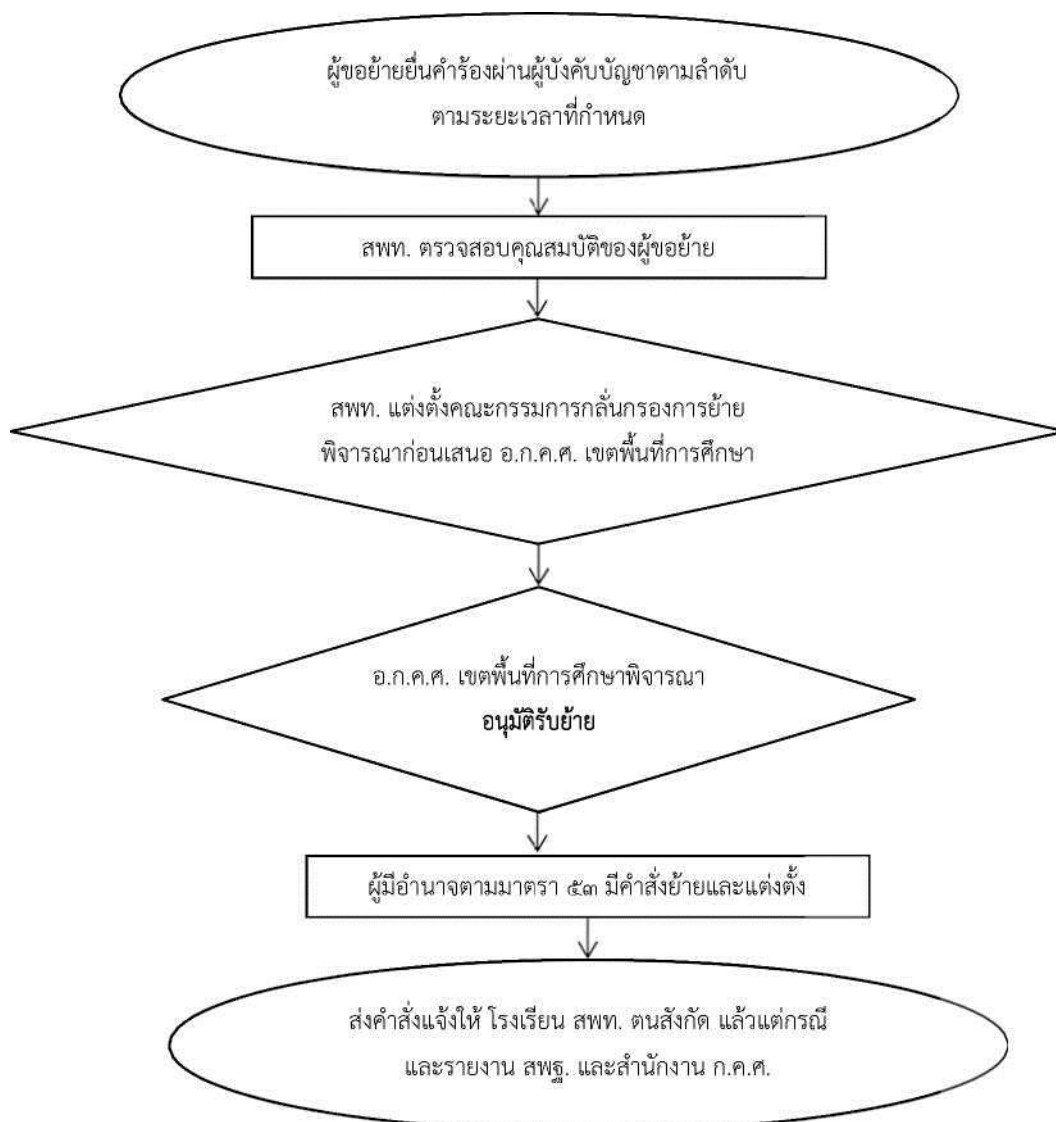 ผู้ขอย้ายยื่นคำร้องผ่านผู้บังคับบัญชาตามลำดับ
ตามระยะเวลาที่กำหนด
สพท. ตรวจสอบคุณสมบัติของผู้ขอย้าย
สพท. แต่งตั้งคณะกรรมการกลั่นกรองการย้าย
พิจารณาก่อนเสนอ อ.ก.ค.ศ. เขตพื้นที่การศึกษา
อ.ก.ค.ศ. เขตพื้นที่การศึกษาพิจารณา
อนุมัติรับย้าย
ผู้มีอำนาจตามมาตรา ๕๓ มีคำสั่งย้ายและแต่งตั้ง
ส่งคำสั่งแจ้งให้ โรงเรียน สพท. ตนสังกัด แล้วแต่กรณี
และรายงาน สพฐ. และสำนักงาน ก.ค.ศ.